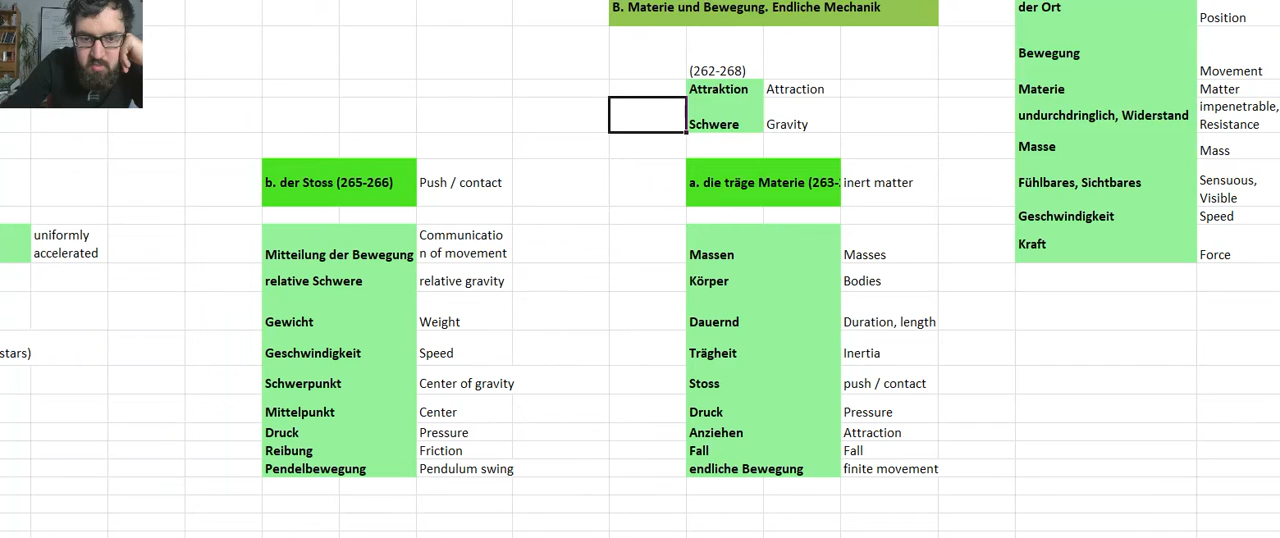 B. Materie und Bewegung. Endliche Mechanik
der Ort
Position
Bewegung
(262-268)
Movement
Attraktion Attraction
Materie Matter
undurchdringlich, Widerstand
impenetrable,
Resistance
Schwere Gravity
Masse
Mass
b. der Stoss (265-266) Push / contact
a. die träge Materie (263- inert matter
Fühlbares, Sichtbares
Sensuous,
Visible
Geschwindigkeit Speed
uniformly
accelerated
Mitteilung der Bewegung
Communicatio
n of movement
Massen Masses
Kraft
Force
relative Schwere relative gravity
Körper Bodies
Gewicht Weight
Dauernd Duration, length
stars)
Geschwindigkeit Speed
Trägheit Inertia
Schwerpunkt Center of gravity
Stoss push / contact
Mittelpunkt Center
Druck Pressure
Druck Pressure
Anziehen Attraction
Reibung Friction
Fall Fall
Pendelbewegung Pendulum swing
endliche Bewegung finite movement